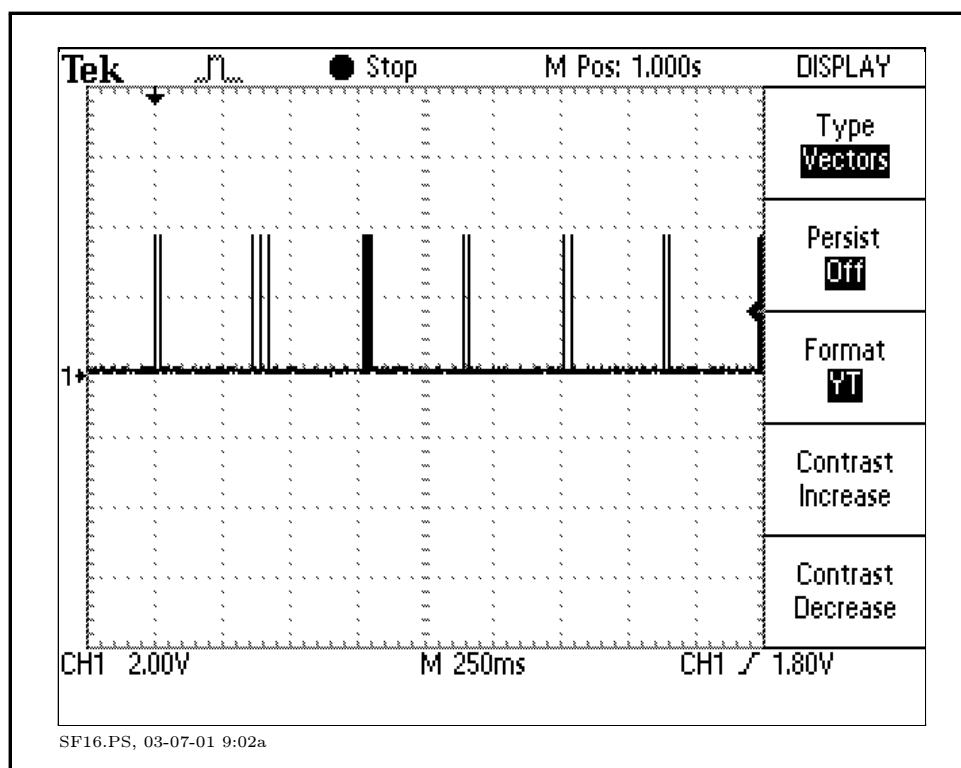 Tek Stop M Pos: 1.000s DISPLAY
Type
Vectors
Persist
Off
Format
YT
Contrast
Increase
Contrast
Decrease
1
CH1 2.00V M 250ms CH1 1.80V
SF16.PS, 03-07-01 9:02a